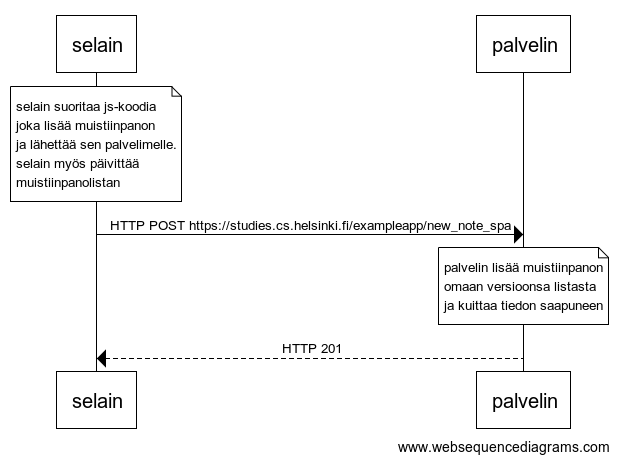 selain
palvelin
selain suoritaa js-koodia
joka lisää muistiinpanon
ja lähettää sen palvelimelle.
selain myös päivittää
muistiinpanolistan
HTTP POST https://studies.cs.helsinki.fi/exampleapp/new_note_spa
palvelin lisää muistiinpanon
omaan versioonsa listasta
ja kuittaa tiedon saapuneen
HTTP 201
selain
palvelin
www.websequencediagrams.com